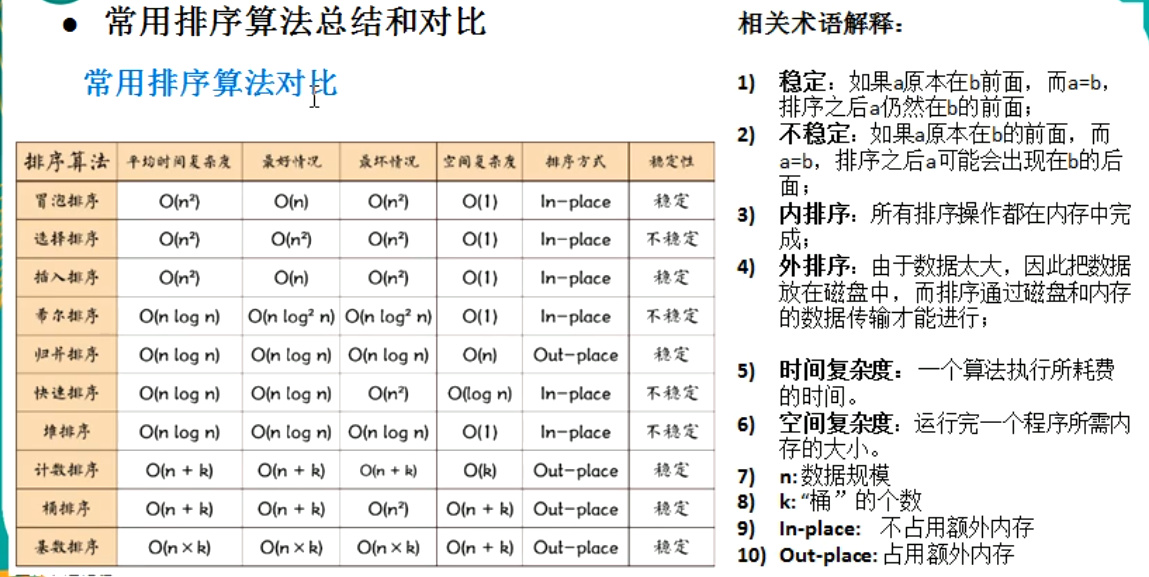 ● 常用排序算法总结和对比
常用排序算法对比
排序算法 平均时间复杂度 最好情况 最坏情况 空间复杂度 排序方式 稳定性
冒泡排序 O(n²) O(n) O(n²) O(1) In-place 稳定
选择排序 O(n²) O(n²) O(n²) O(1) In-place 不稳定
插入排序 O(n²) O(n) O(n²) O(1) In-place 稳定
希尔排序 O(n log n) O(n log² n) O(n log² n) O(1) In-place 不稳定
归并排序 O(n log n) O(n log n) O(n log n) O(n) Out-place 稳定
快速排序 O(n log n) O(n log n) O(n²) O(log n) In-place 不稳定
堆排序 O(n log n) O(n log n) O(n log n) O(1) In-place 不稳定
计数排序 O(n + k) O(n + k) O(n + k) O(k) Out-place 稳定
桶排序 O(n + k) O(n + k) O(n²) O(n + k) Out-place 稳定
基数排序 O(n × k) O(n × k) O(n × k) O(n + k) Out-place 稳定
相关术语解释：
1) 稳定：如果a原本在b前面，而a=b，
排序之后a仍然在b的前面；
2) 不稳定：如果a原本在b的前面，而
a=b，排序之后a可能会出现在b的后
面；
3) 内排序：所有排序操作都在内存中完
成；
4) 外排序：由于数据太大，因此把数据
放在磁盘中，而排序通过磁盘和内存
的数据传输才能进行；
5) 时间复杂度：一个算法执行所耗费
的时间。
6) 空间复杂度：运行完一个程序所需内
存的大小。
7) n: 数据规模
8) k: “桶”的个数
9) In-place: 不占用额外内存
10) Out-place: 占用额外内存